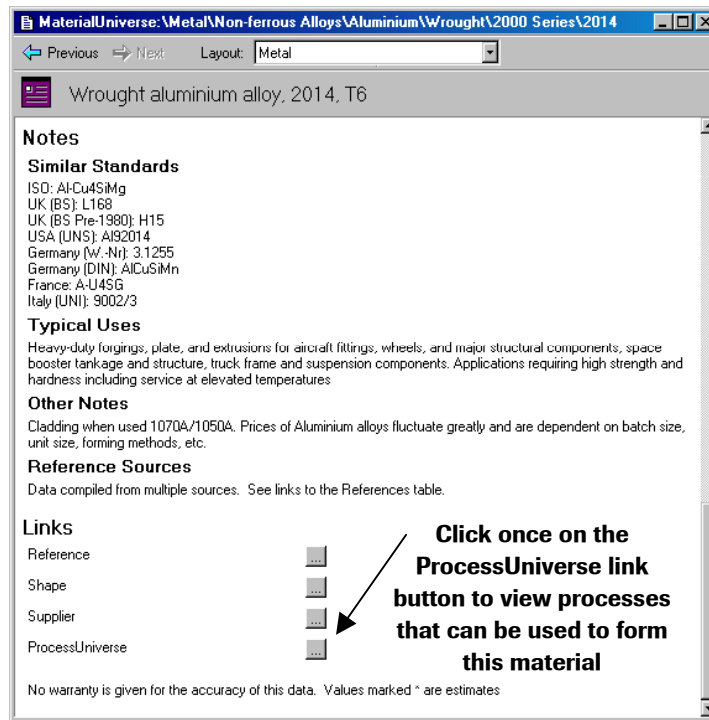 MaterialUniverse:\Metal\Non-ferrous Alloys\Aluminium\Wrought\2000 Series\2014
Previous Next Layout: Metal
Wrought aluminium alloy, 2014, T6
Notes
Similar Standards
ISO: Al-Cu4SiMg
UK (BS): L168
UK (BS Pre-1980): H15
USA (UNS): Al92014
Germany (W.-Nr): 3.1255
Germany (DIN): AlCuSiMn
France: A-U4SG
Italy (UNI): 9002/3
Typical Uses
Heavy-duty forgings, plate, and extrusions for aircraft fittings, wheels, and major structural components, space
booster tankage and structure, truck frame and suspension components. Applications requiring high strength and
hardness including service at elevated temperatures
Other Notes
Cladding when used 1070A/1050A. Prices of Aluminium alloys fluctuate greatly and are dependent on batch size,
unit size, forming methods, etc.
Reference Sources
Data compiled from multiple sources. See links to the References table.
Links
Reference ...
Shape ...
Supplier ...
ProcessUniverse ...
Click once on the
ProcessUniverse link
button to view processes
that can be used to form
this material
No warranty is given for the accuracy of this data. Values marked * are estimates